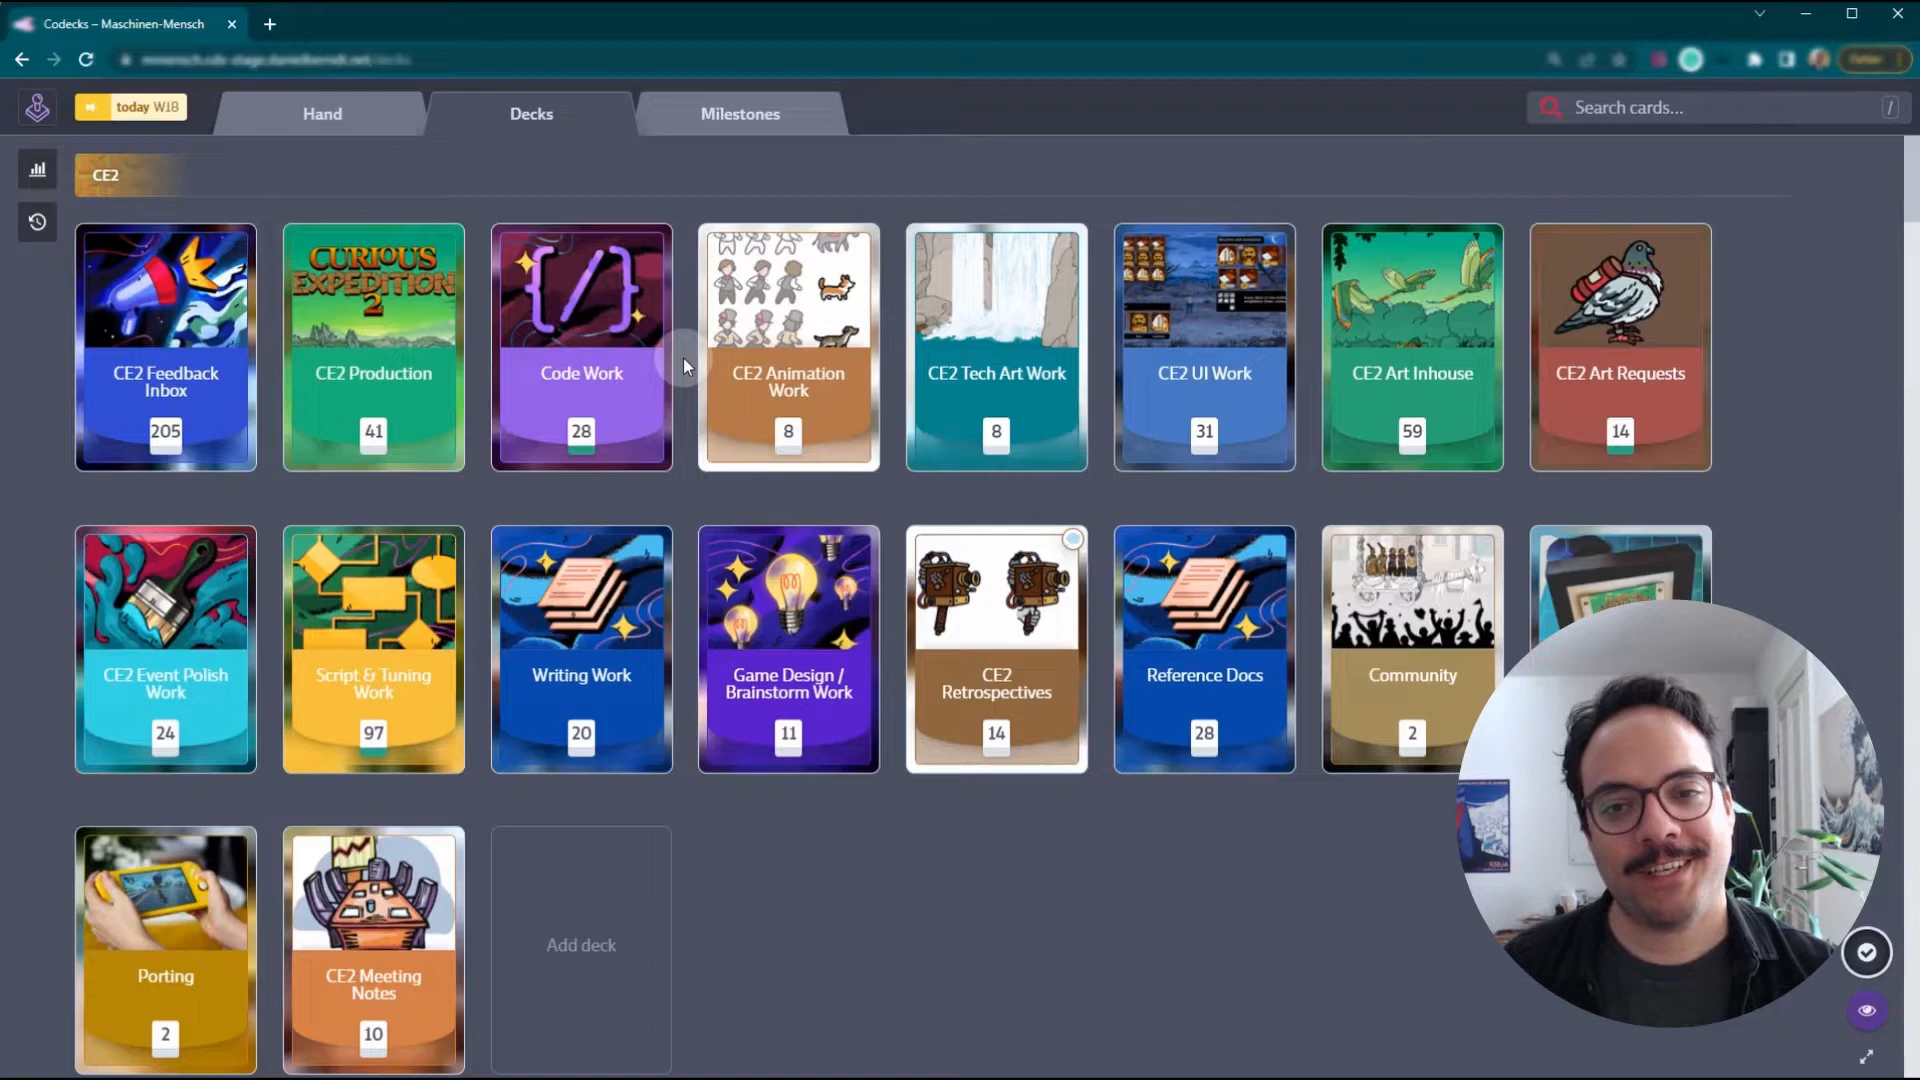 Codecks – Maschinen-Mensch
today W18
Hand
Decks
Milestones
Search cards...
/
CE2
CE2 Feedback
Inbox
205
CURIOUS
EXPEDITION
2
CE2 Production
41
Code Work
28
CE2 Animation
Work
8
CE2 Tech Art Work
8
CE2 UI Work
31
CE2 Art Inhouse
59
CE2 Art Requests
14
CE2 Event Polish
Work
24
Script & Tuning
Work
97
Writing Work
20
Game Design /
Brainstorm Work
11
CE2
Retrospectives
14
Reference Docs
28
Community
2
Porting
2
CE2 Meeting
Notes
10
Add deck